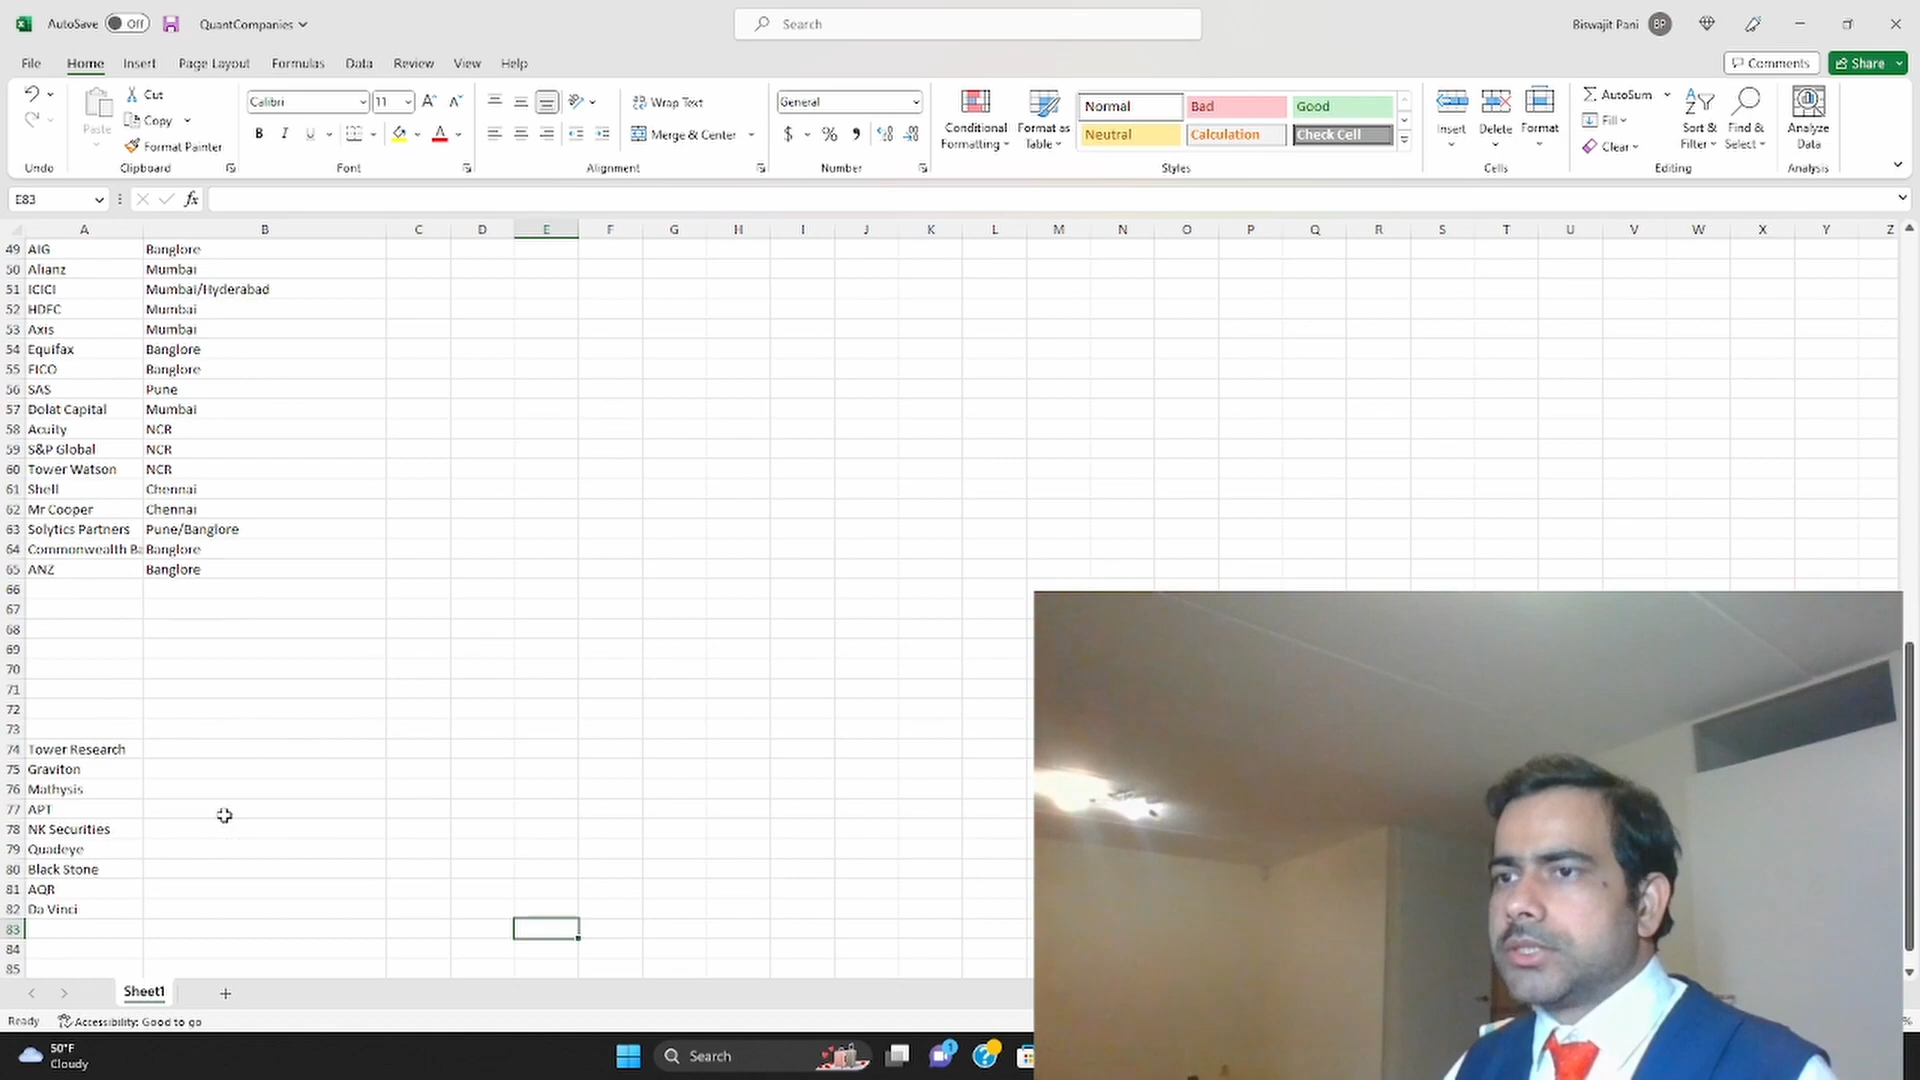 AutoSave Off QuantCompanies Search Biswajit Pani BP
File Home Insert Page Layout Formulas Data Review View Help Comments Share
Paste Cut Copy Format Painter
Calibri 11 B I U
Wrap Text Merge & Center
General $ %
Conditional Formatting Format as Table
Normal Bad Good
Neutral Calculation Check Cell
Insert Delete Format
AutoSum Fill Clear Sort & Filter Find & Select Analyze Data
Undo Clipboard Font Alignment Number Styles Cells Editing Analysis
E83 fx
A B C D E F G H I J K L M N O P Q R S T U V W X Y Z
49 AIG Banglore
50 Alianz Mumbai
51 ICICI Mumbai/Hyderabad
52 HDFC Mumbai
53 Axis Mumbai
54 Equifax Banglore
55 FICO Banglore
56 SAS Pune
57 Dolat Capital Mumbai
58 Acuity NCR
59 S&P Global NCR
60 Tower Watson NCR
61 Shell Chennai
62 Mr Cooper Chennai
63 Solytics Partners Pune/Banglore
64 Commonwealth Ba Banglore
65 ANZ Banglore
66
67
68
69
70
71
72
73
74 Tower Research
75 Graviton
76 Mathysis
77 APT
78 NK Securities
79 Quadeye
80 Black Stone
81 AQR
82 Da Vinci
83
84
85
Sheet1
Ready Accessibility: Good to go
50°F
Cloudy
Search
1